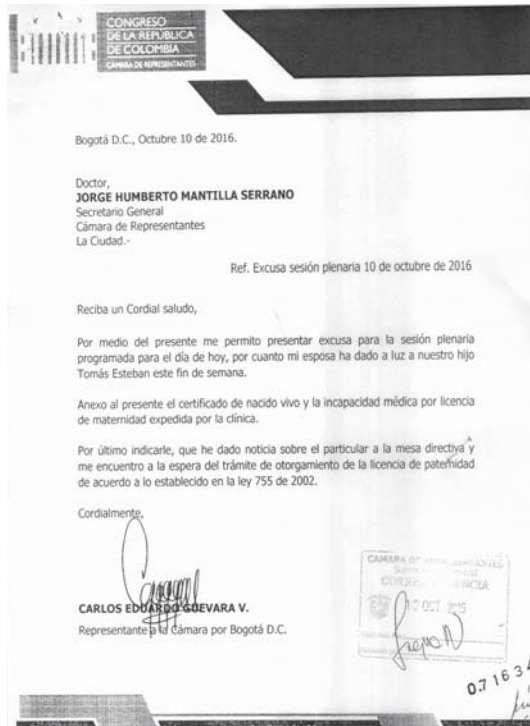 CONGRESO
DE LA REPÚBLICA
DE COLOMBIA
CÁMARA DE REPRESENTANTES
Bogotá D.C., Octubre 10 de 2016.
Doctor,
JORGE HUMBERTO MANTILLA SERRANO
Secretario General
Cámara de Representantes
La Ciudad.-
Ref. Excusa sesión plenaria 10 de octubre de 2016
Reciba un Cordial saludo,
Por medio del presente me permito presentar excusa para la sesión plenaria
programada para el día de hoy, por cuanto mi esposa ha dado a luz a nuestro hijo
Tomás Esteban este fin de semana.
Anexo al presente el certificado de nacido vivo y la incapacidad médica por licencia
de maternidad expedida por la clínica.
Por último indicarle, que he dado noticia sobre el particular a la mesa directiva y
me encuentro a la espera del trámite de otorgamiento de la licencia de paternidad
de acuerdo a lo establecido en la ley 755 de 2002.
Cordialmente,
CARLOS EDUARDO GUEVARA V.
Representante a la Cámara por Bogotá D.C.
CAMARA DE
OCT